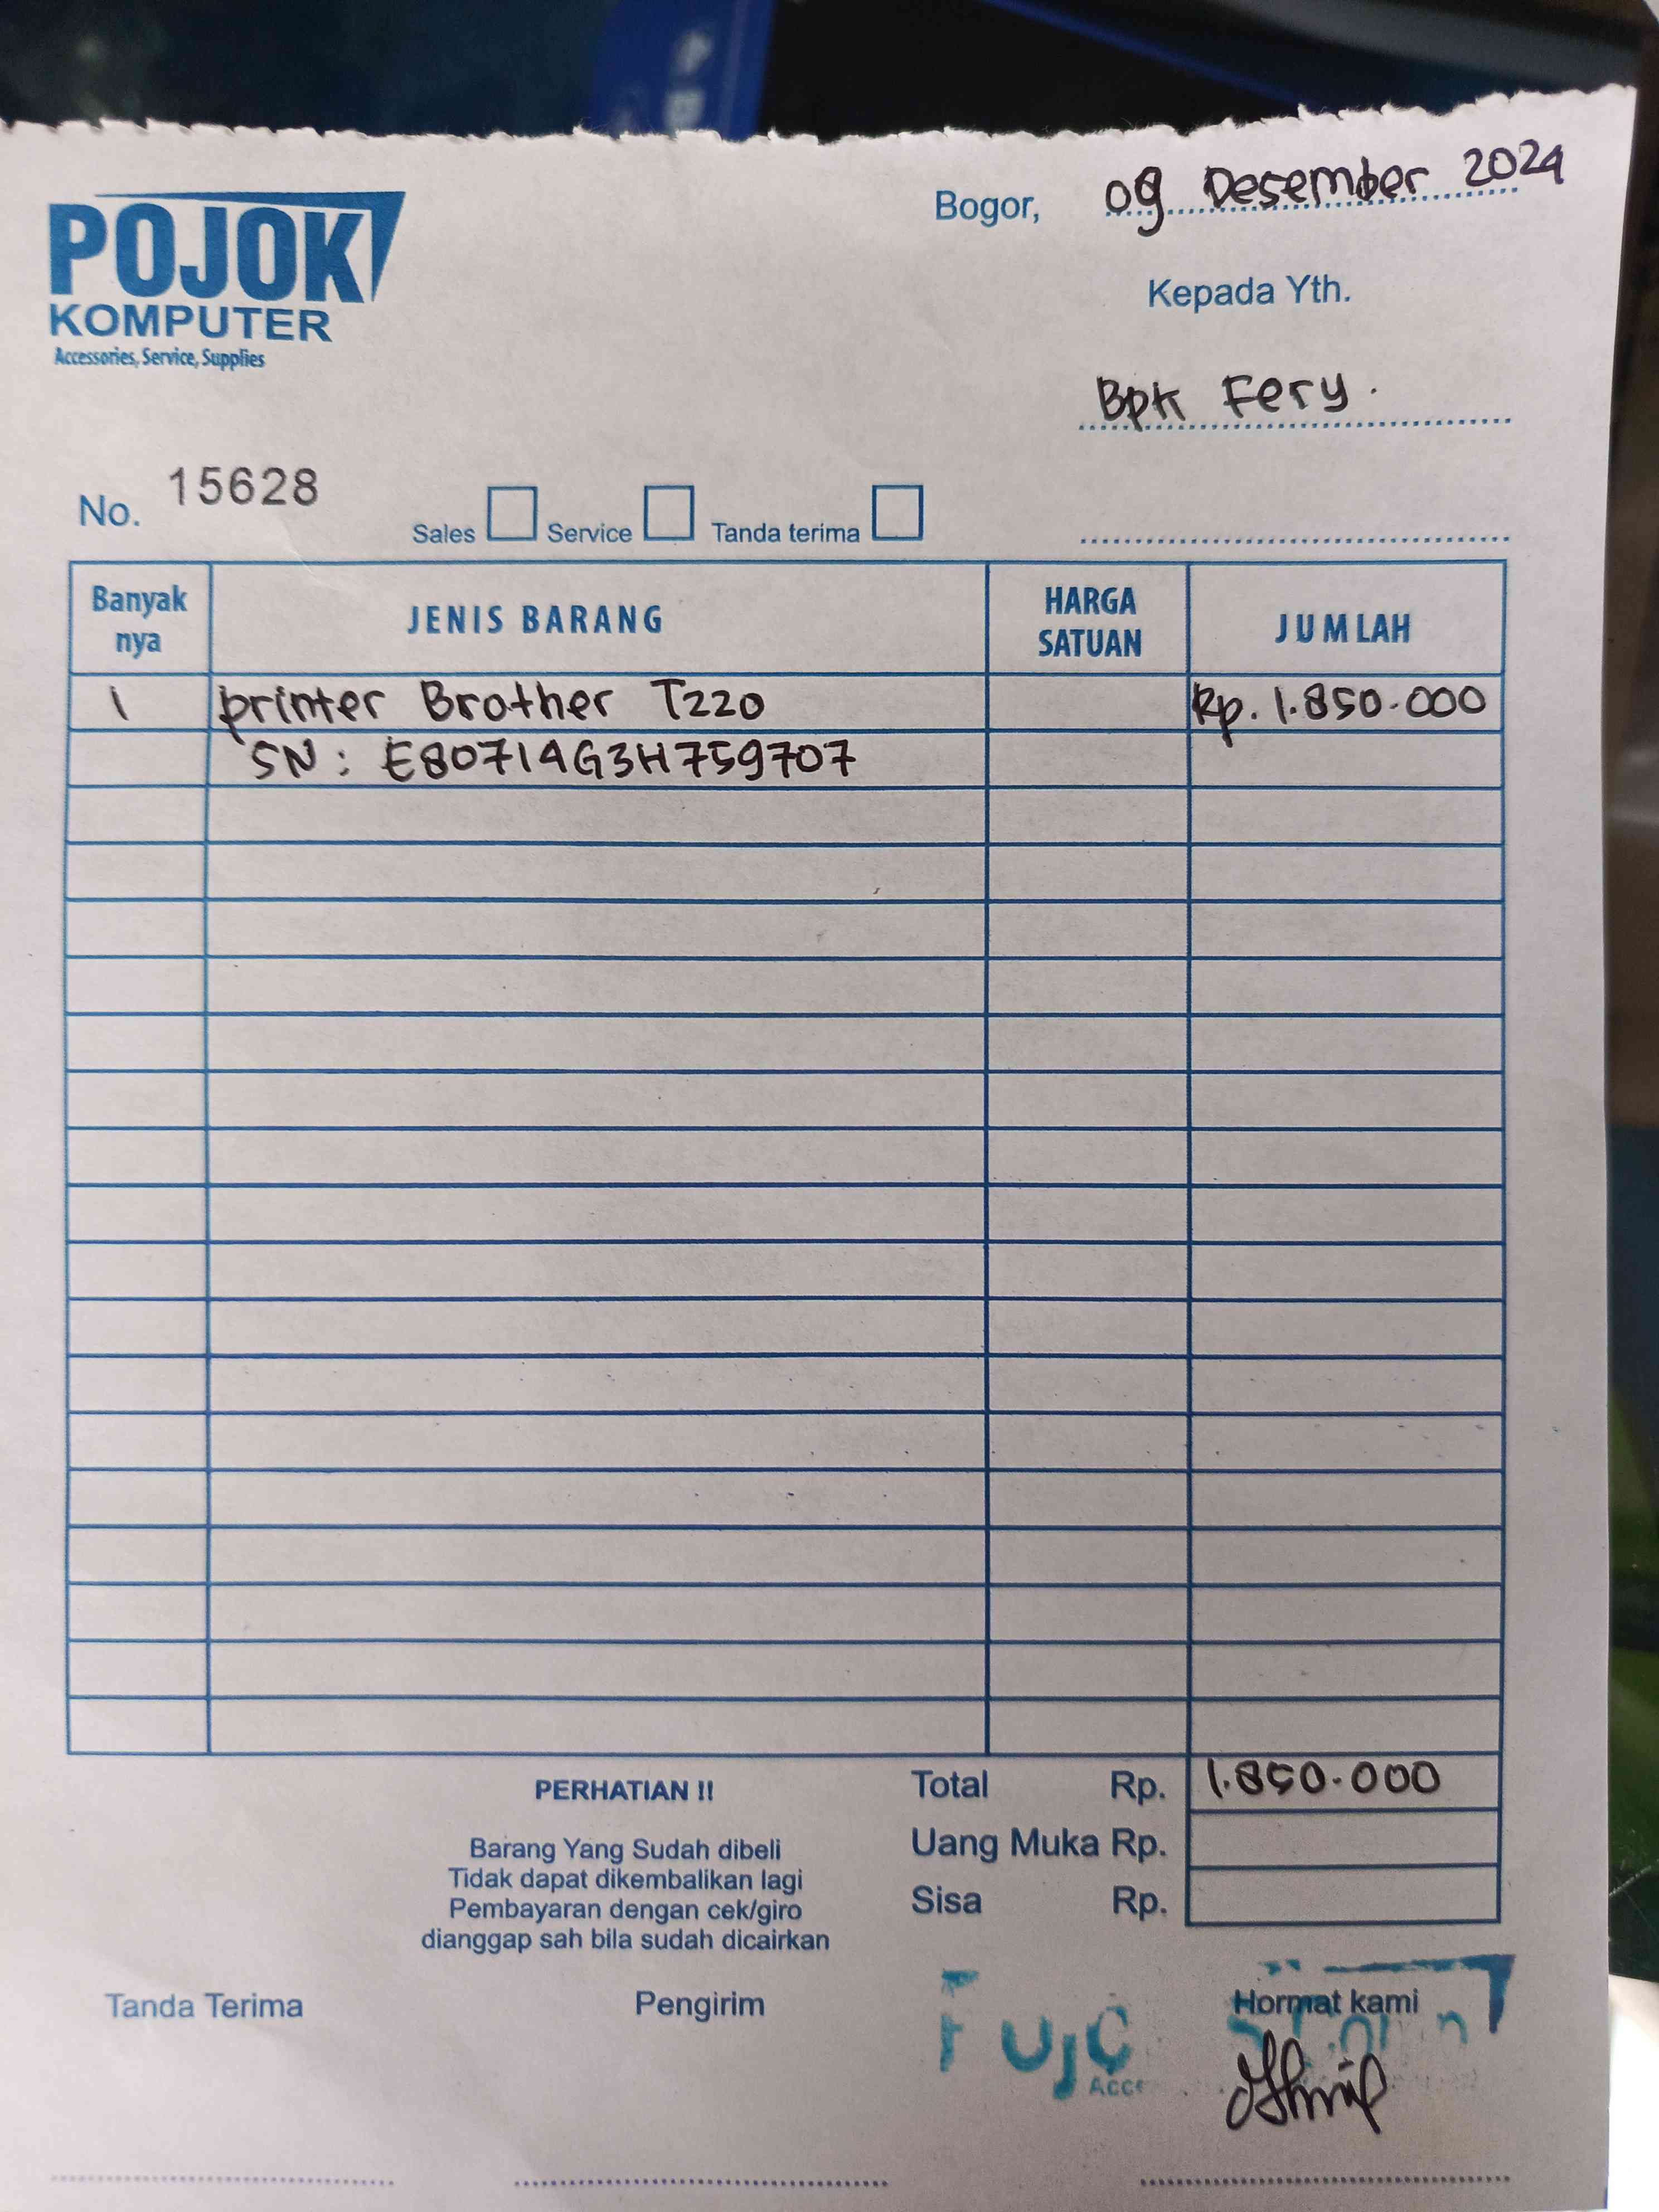 POJOK
KOMPUTER
Accessories, Service, Supplies
Bogor, 09 Desember 2024
Kepada Yth.
Bpk Fery.
No. 15628
Sales Service Tanda terima
Banyak nya JENIS BARANG HARGA SATUAN JUMLAH
1 printer Brother T220 Rp. 1.850.000
SN: E80714G3H759707
PERHATIAN !!
Barang Yang Sudah dibeli
Tidak dapat dikembalikan lagi
Pembayaran dengan cek/giro
dianggap sah bila sudah dicairkan
Total Rp. 1.850.000
Uang Muka Rp.
Sisa Rp.
Tanda Terima Pengirim Hormat kami